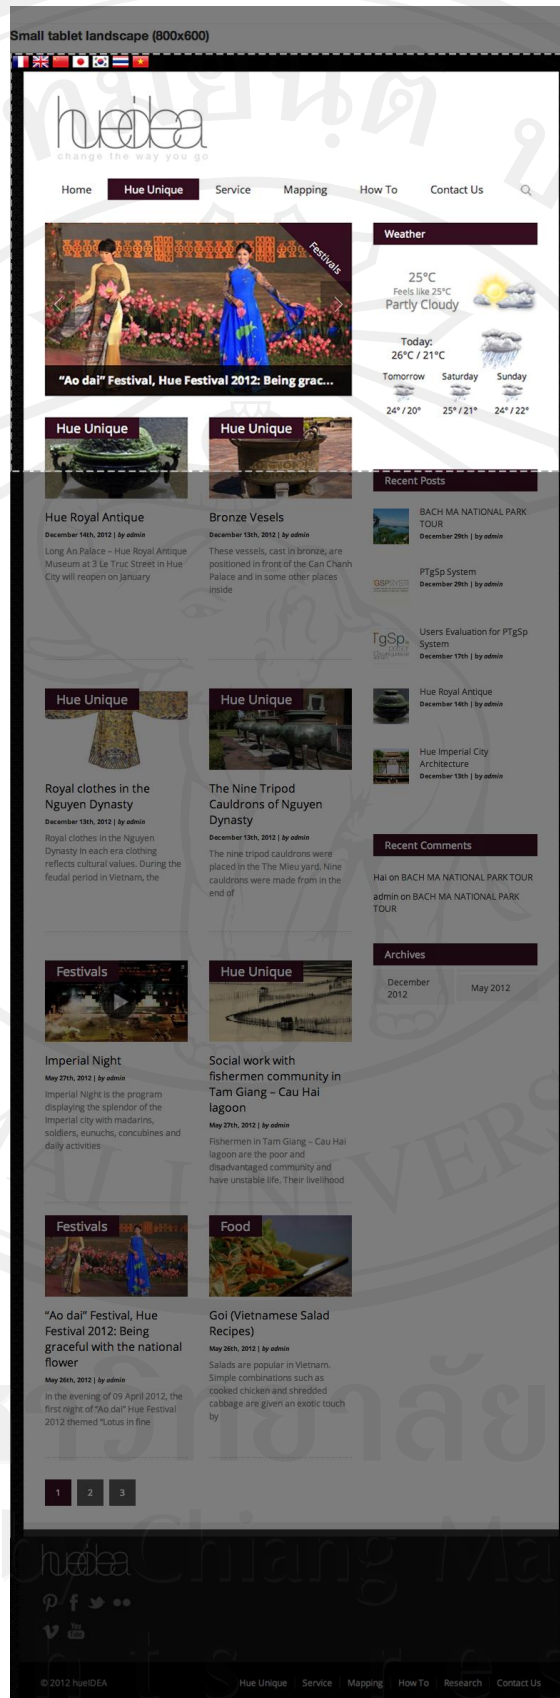 Small tablet landscape (800x600)
hueidea
change the way you go
Home Hue Unique Service Mapping How To Contact Us
Festivals
"Ao dai" Festival, Hue Festival 2012: Being grac...
Weather
25°C
Feels like 25°C
Partly Cloudy
Today:
26°C / 21°C
Tomorrow Saturday Sunday
24° / 20° 25° / 21° 24° / 22°
Hue Unique
Hue Royal Antique
December 14th, 2012 | by admin
Long An Palace – Hue Royal Antique
Museum at 3 Le Truc Street in Hue
City will reopen on January
Hue Unique
Bronze Vesels
December 13th, 2012 | by admin
These vessels, cast in bronze, are
positioned in front of the Can Chanh
Palace and in some other places
inside
Hue Unique
Royal clothes in the
Nguyen Dynasty
December 13th, 2012 | by admin
Royal clothes in the Nguyen
Dynasty In each era clothing
reflects cultural values. During the
feudal period in Vietnam, the
Hue Unique
The Nine Tripod
Cauldrons of Nguyen
Dynasty
December 13th, 2012 | by admin
The nine tripod cauldrons were
placed in the The Mieu yard. Nine
cauldrons were made from in the
end of
Festivals
Imperial Night
May 27th, 2012 | by admin
Imperial Night is the program
displaying the splendor of the
Imperial city with madarins,
soldiers, eunuchs, concubines and
daily activities
Hue Unique
Social work with
fishermen community in
Tam Giang – Cau Hai
lagoon
May 27th, 2012 | by admin
Fishermen in Tam Giang – Cau Hai
lagoon are the poor and
disadvantaged community and
have unstable life. Their livelihood
Festivals
"Ao dai" Festival, Hue
Festival 2012: Being
graceful with the national
flower
May 26th, 2012 | by admin
In the evening of 09 April 2012, the
first night of "Ao dai" Hue Festival
2012 themed "Lotus in fine
Food
Goi (Vietnamese Salad
Recipes)
May 26th, 2012 | by admin
Salads are popular in Vietnam.
Simple combinations such as
cooked chicken and shredded
cabbage are given an exotic touch
by
1 2 3
Recent Posts
BACH MA NATIONAL PARK
TOUR
December 29th | by admin
PTgSp System
December 29th | by admin
Users Evaluation for PTgSp
System
December 17th | by admin
Hue Royal Antique
December 14th | by admin
Hue Imperial City
Architecture
December 13th | by admin
Recent Comments
Hai on BACH MA NATIONAL PARK TOUR
admin on BACH MA NATIONAL PARK
TOUR
Archives
December
2012
May 2012
hueidea
You
Tube
© 2012 hueIDEA
Hue Unique Service Mapping How To Research Contact Us